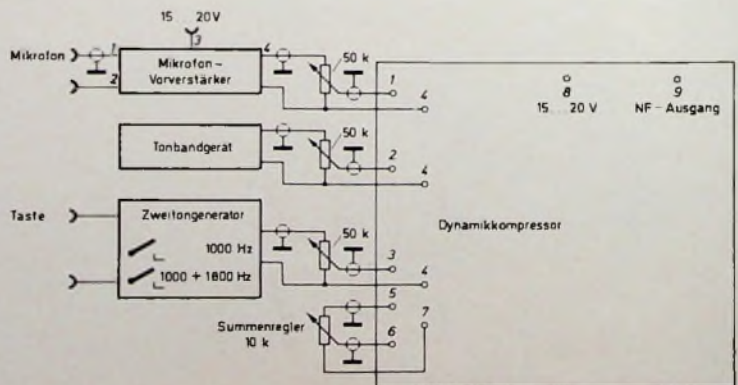 15...20V
Mikrofon
1
3
4
2
Mikrofon-
Vorverstärker
50 k
1
4
8
15...20 V
9
NF-Ausgang
Tonbandgerät
50 k
2
4
Taste
Zweitongenerator
1000 Hz
1000 + 1800 Hz
50 k
3
4
Dynamikkompressor
Summenregler
10 k
5
6
7